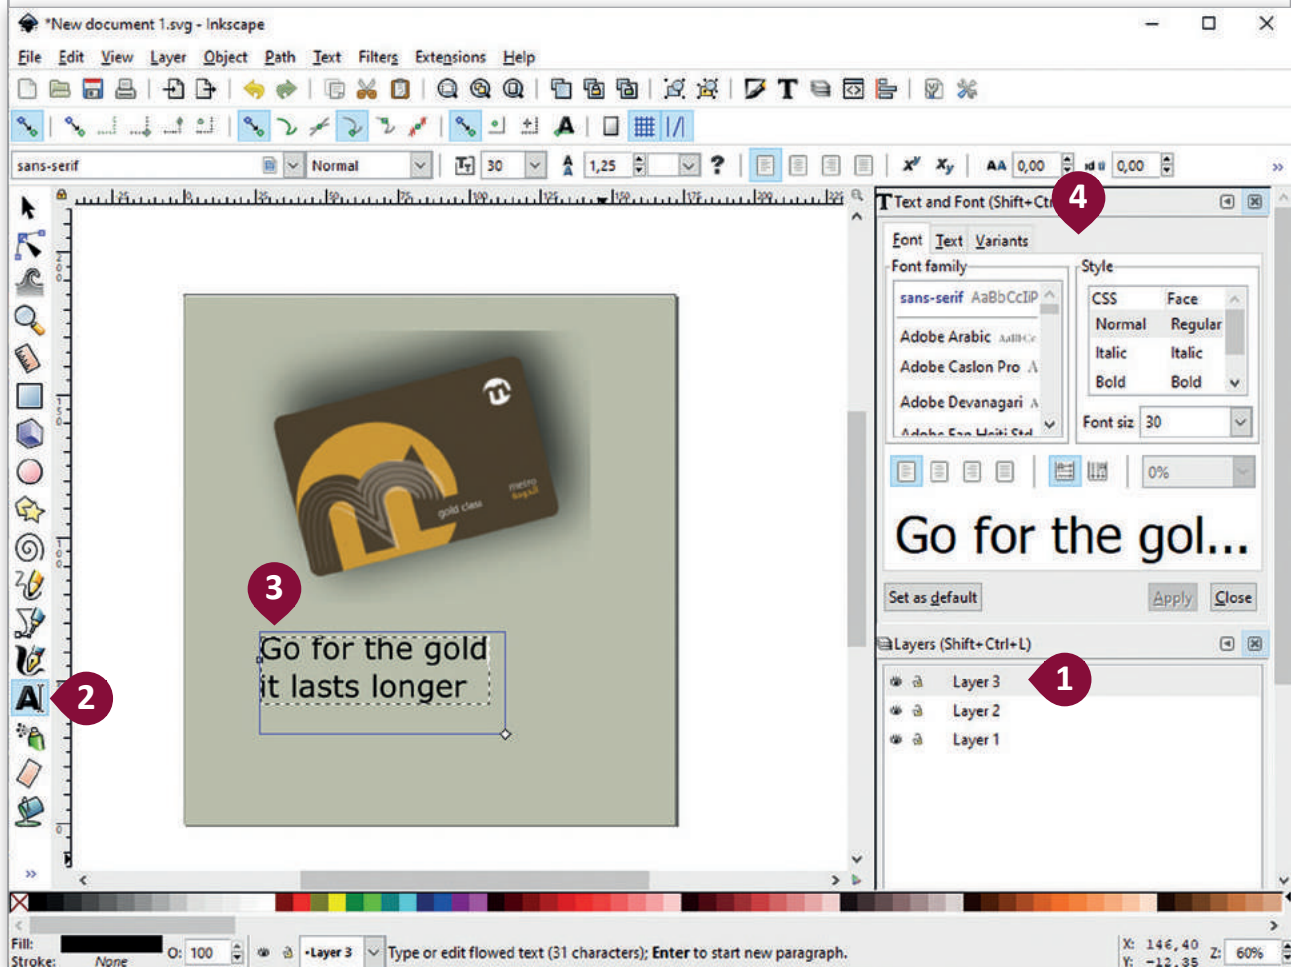 *New document 1.svg - Inkscape
File Edit View Layer Object Path Text Filters Extensions Help
sans-serif Normal 30 1,25 ? AA 0,00 0,00
Text and Font (Shift+Ct
4
Font Text Variants
Font family
Style
sans-serif AaBbCcIiP
CSS Face
Normal Regular
Adobe Arabic
Italic Italic
Adobe Caslon Pro A
Bold Bold
Adobe Devanagari A
Adobe Fan Heiti Std
Font siz 30
0%
Go for the gol...
Set as default Apply Close
gold class
metro
3
Go for the gold
it lasts longer
2
Layers (Shift+Ctrl+L)
Layer 3
1
Layer 2
Layer 1
Fill:
Stroke: None
O: 100
•Layer 3
Type or edit flowed text (31 characters); Enter to start new paragraph.
X: 146,40
Y: -12,35
Z: 60%